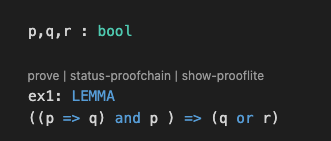 p,q,r : bool
prove | status-proofchain | show-prooflite
ex1: LEMMA
((p => q) and p ) => (q or r)